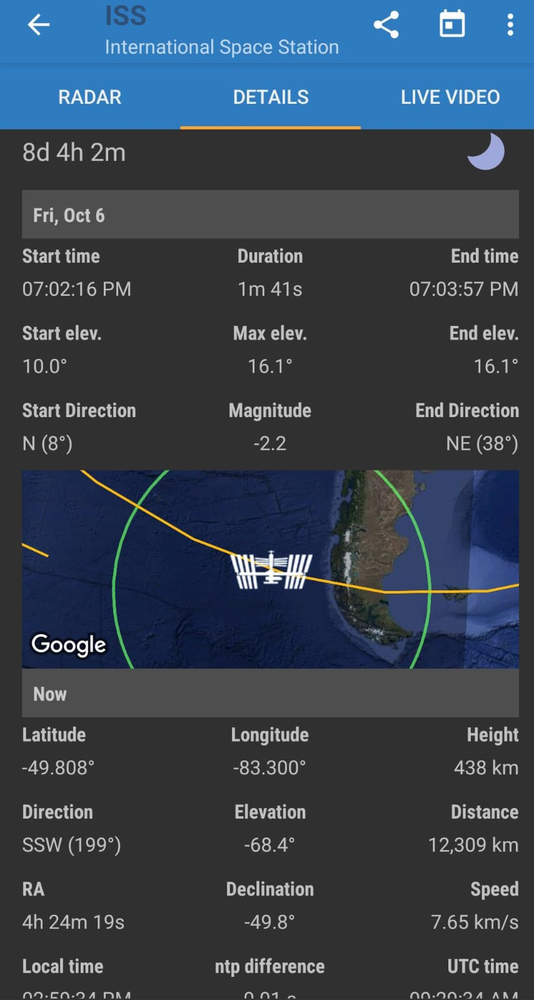 ISS
International Space Station
RADAR DETAILS LIVE VIDEO
8d 4h 2m
Fri, Oct 6
Start time Duration End time
07:02:16 PM 1m 41s 07:03:57 PM
Start elev. Max elev. End elev.
10.0° 16.1° 16.1°
Start Direction Magnitude End Direction
N (8°) -2.2 NE (38°)
Google
Now
Latitude Longitude Height
-49.808° -83.300° 438 km
Direction Elevation Distance
SSW (199°) -68.4° 12,309 km
RA Declination Speed
4h 24m 19s -49.8° 7.65 km/s
Local time ntp difference UTC time